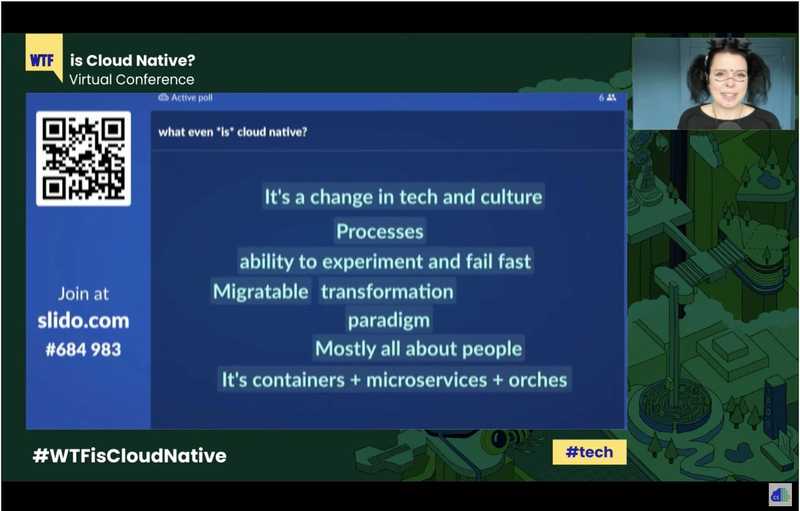 WTF
is Cloud Native?
Virtual Conference
Active poll
6
what even *is* cloud native?
It's a change in tech and culture
Processes
ability to experiment and fail fast
Migratable transformation
paradigm
Mostly all about people
It's containers + microservices + orches
Join at
slido.com
#684 983
#WTFisCloudNative
#tech